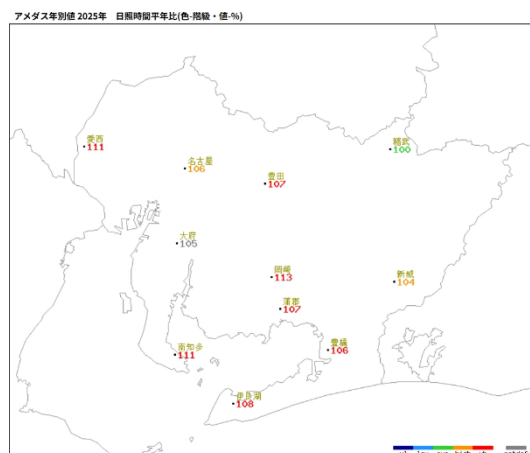 アメダス年別値 2025年　日照時間平年比(色-階級・値-%)
愛西
111
稲武
100
名古屋
106
豊田
107
大府
105
岡崎
113
新城
104
蒲郡
107
南知多
111
豊橋
106
伊良湖
108